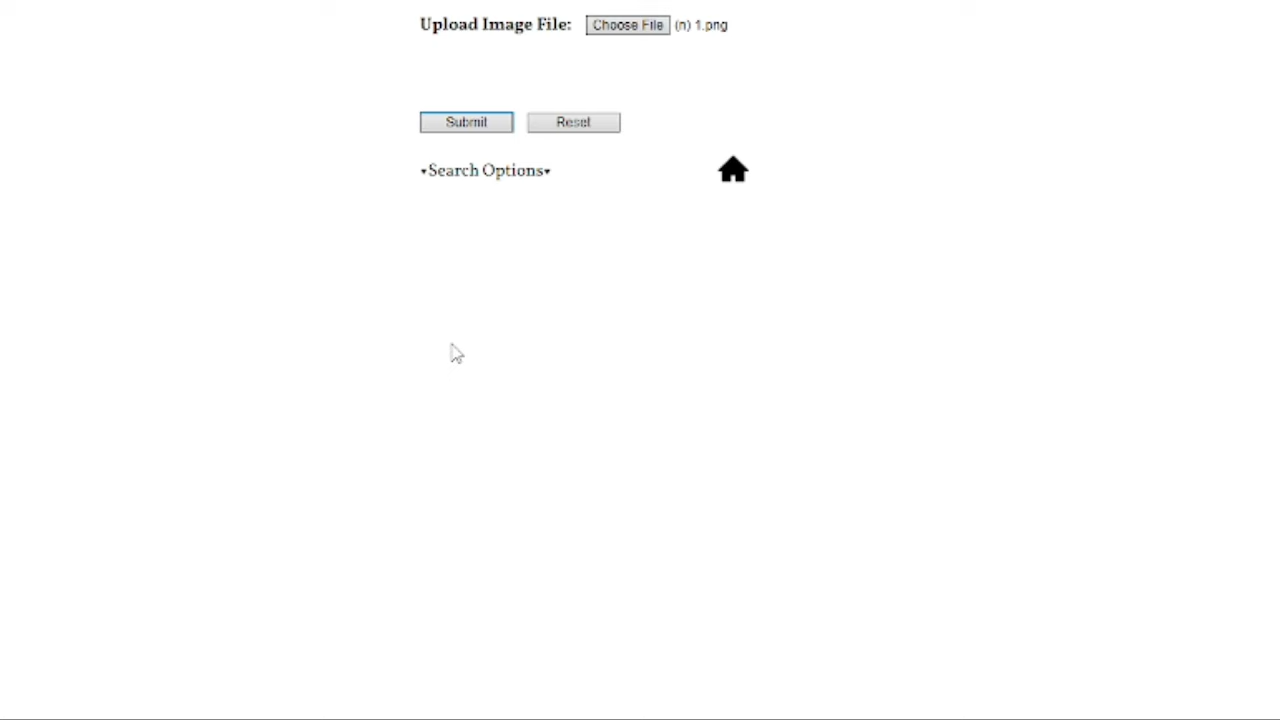 Upload Image File: Choose File (n) 1.png
Submit Reset
▾Search Options▾